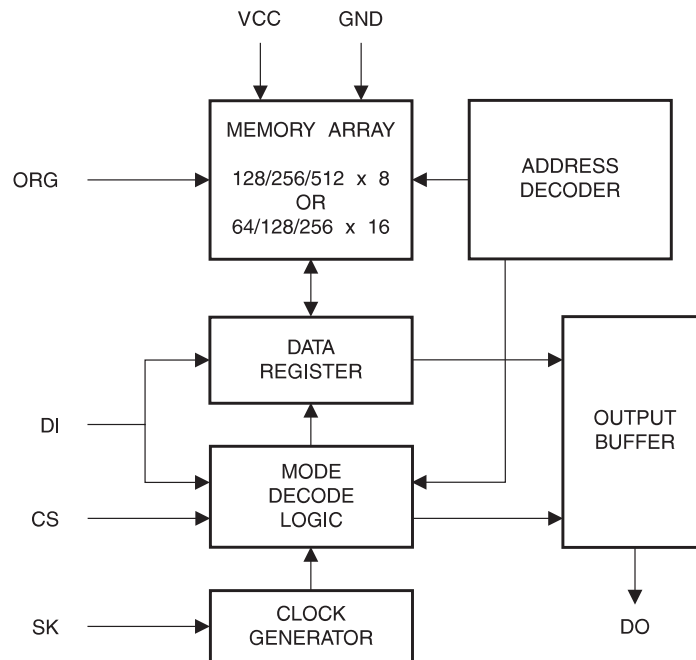 VCC
GND
MEMORY ARRAY
128/256/512 x 8
OR
64/128/256 x 16
ADDRESS
DECODER
ORG
DATA
REGISTER
DI
OUTPUT
BUFFER
MODE
DECODE
LOGIC
CS
CLOCK
GENERATOR
SK
DO